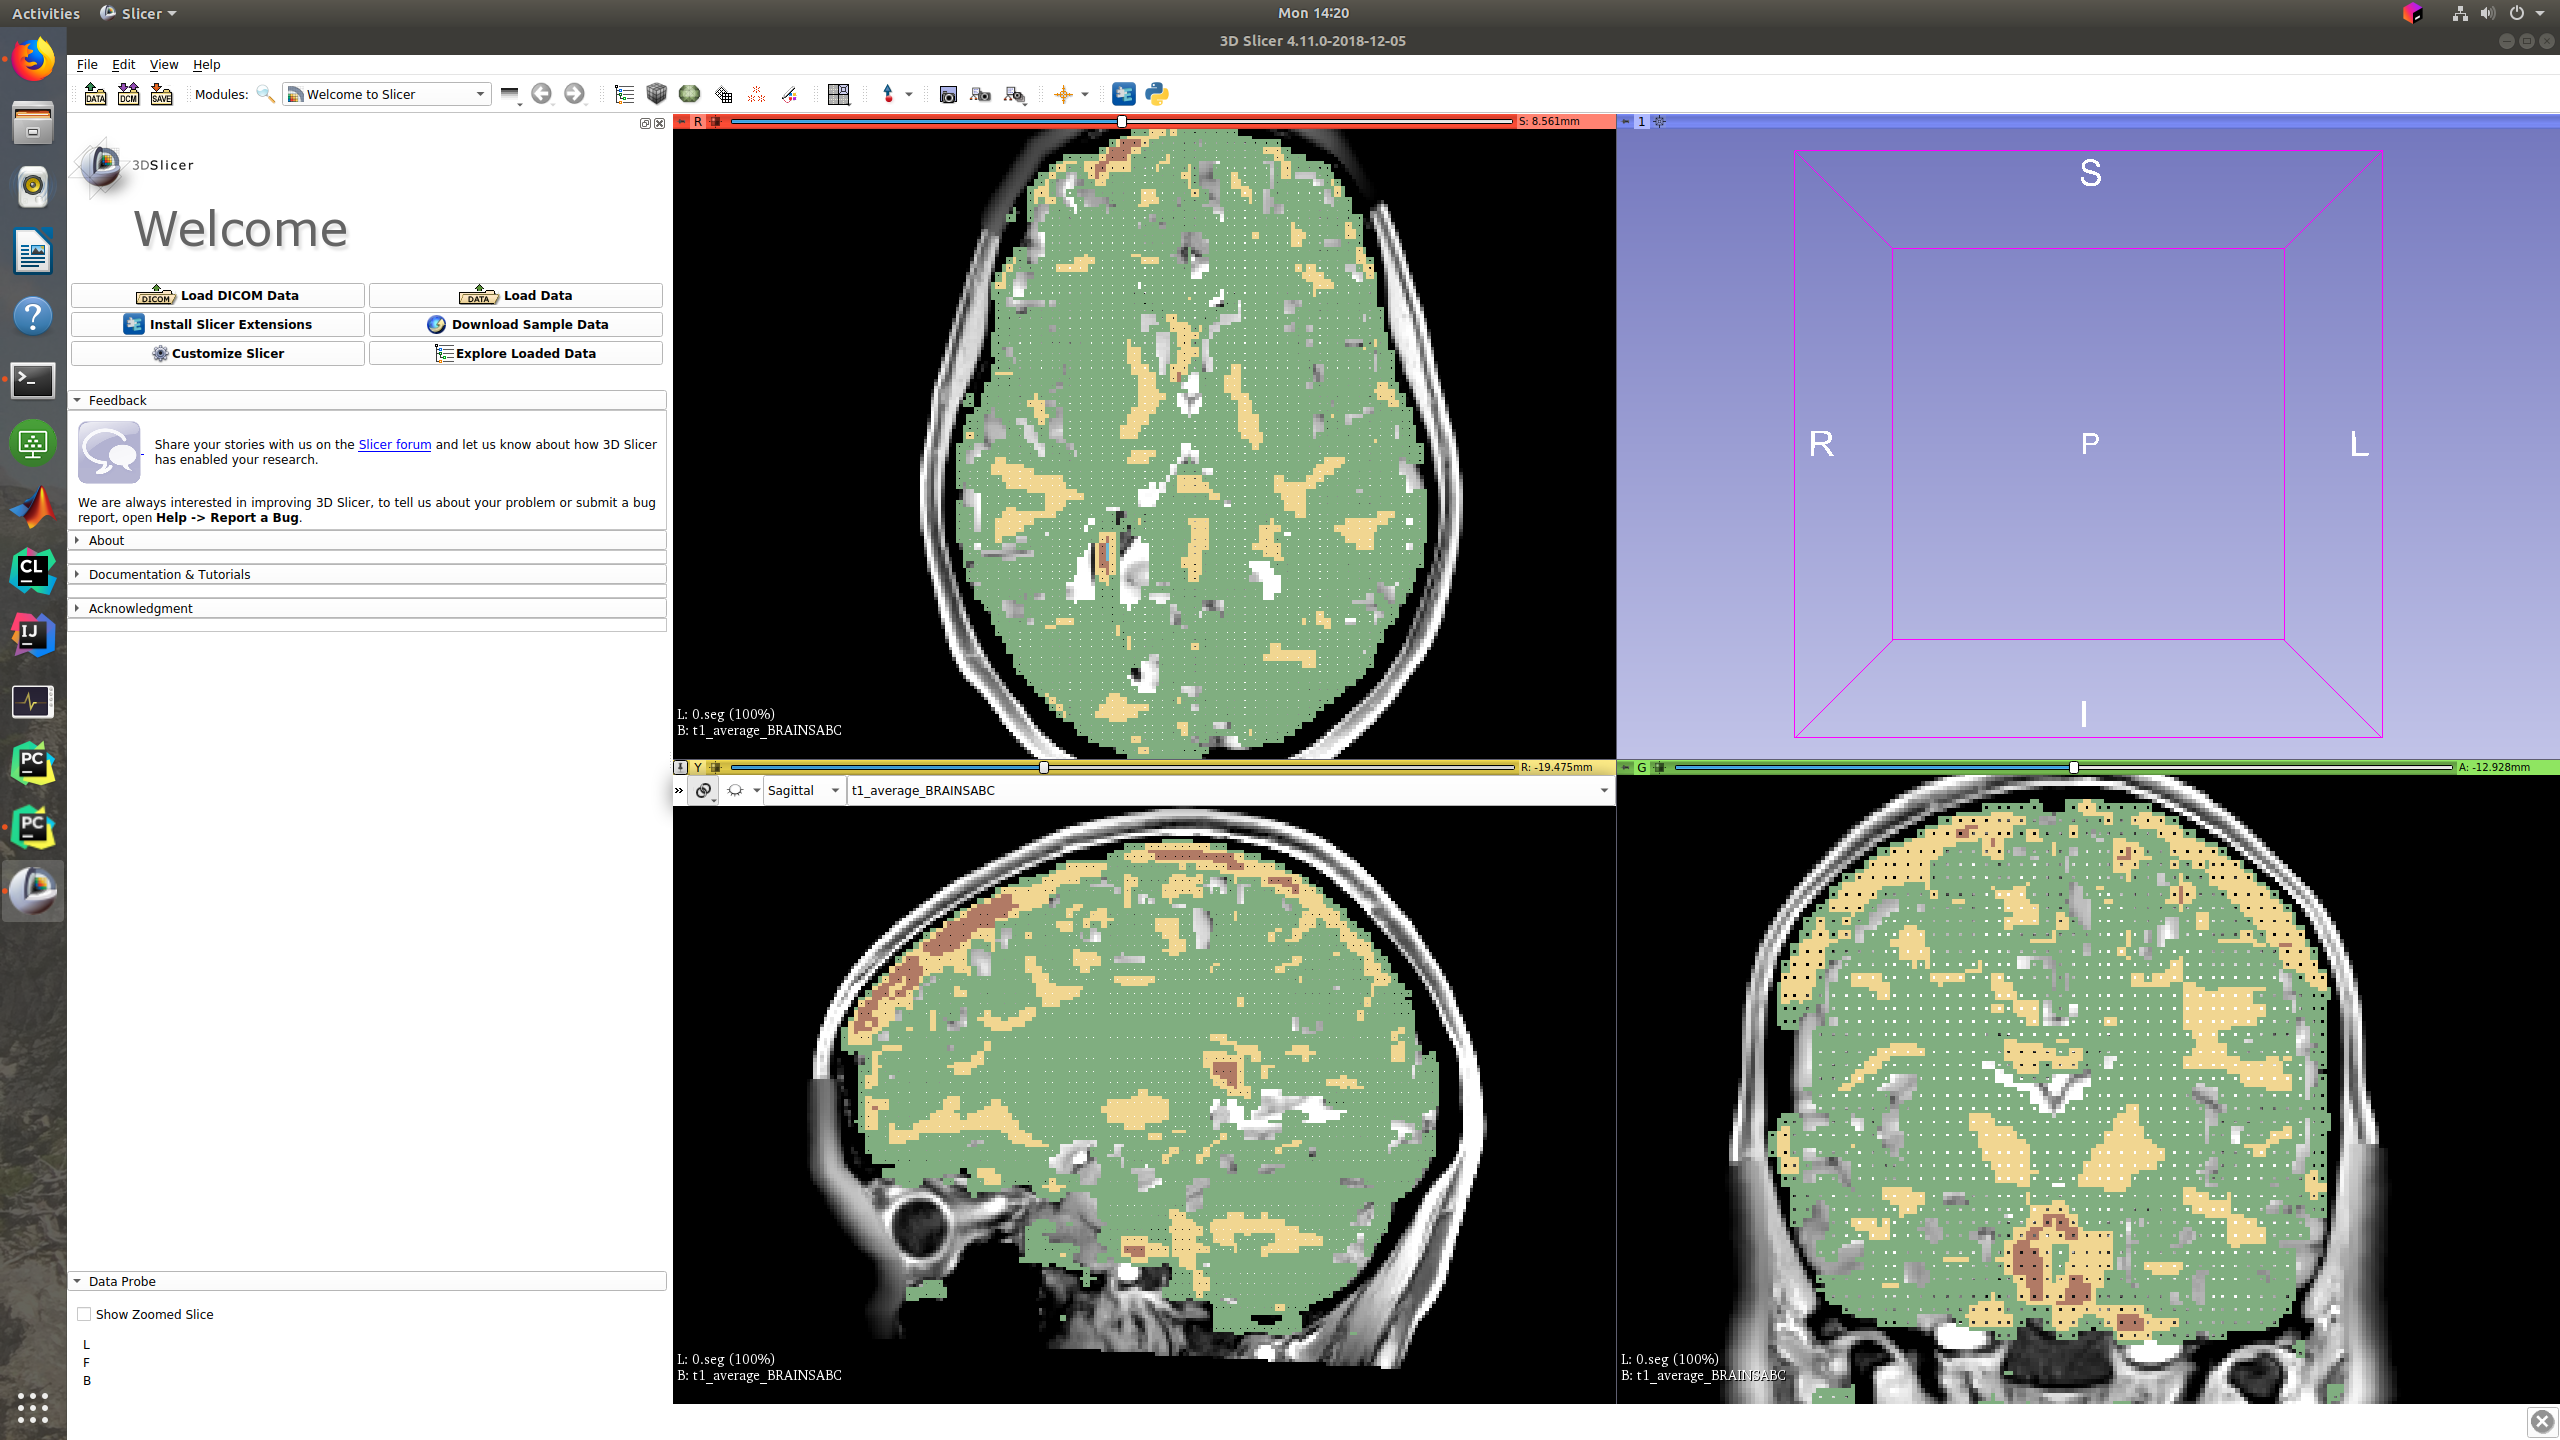 Activities Slicer Mon 14:20
3D Slicer 4.11.0-2018-12-05
File Edit View Help
DATA DCM SAVE Modules: Welcome to Slicer
R S: 8.561mm
1
3DSlicer
Welcome
DICOM Load DICOM Data DATA Load Data
Install Slicer Extensions Download Sample Data
Customize Slicer Explore Loaded Data
Feedback
Share your stories with us on the Slicer forum and let us know about how 3D Slicer
has enabled your research.
We are always interested in improving 3D Slicer, to tell us about your problem or submit a bug
report, open Help -> Report a Bug.
About
Documentation & Tutorials
Acknowledgment
Data Probe
Show Zoomed Slice
L
F
B
L: 0.seg (100%)
B: t1_average_BRAINSABC
S
R P L
I
Y R: -19.475mm
Sagittal t1_average_BRAINSABC
L: 0.seg (100%)
B: t1_average_BRAINSABC
G A: -12.928mm
L: 0.seg (100%)
B: t1_average_BRAINSABC
CL
IJ
PC
PC